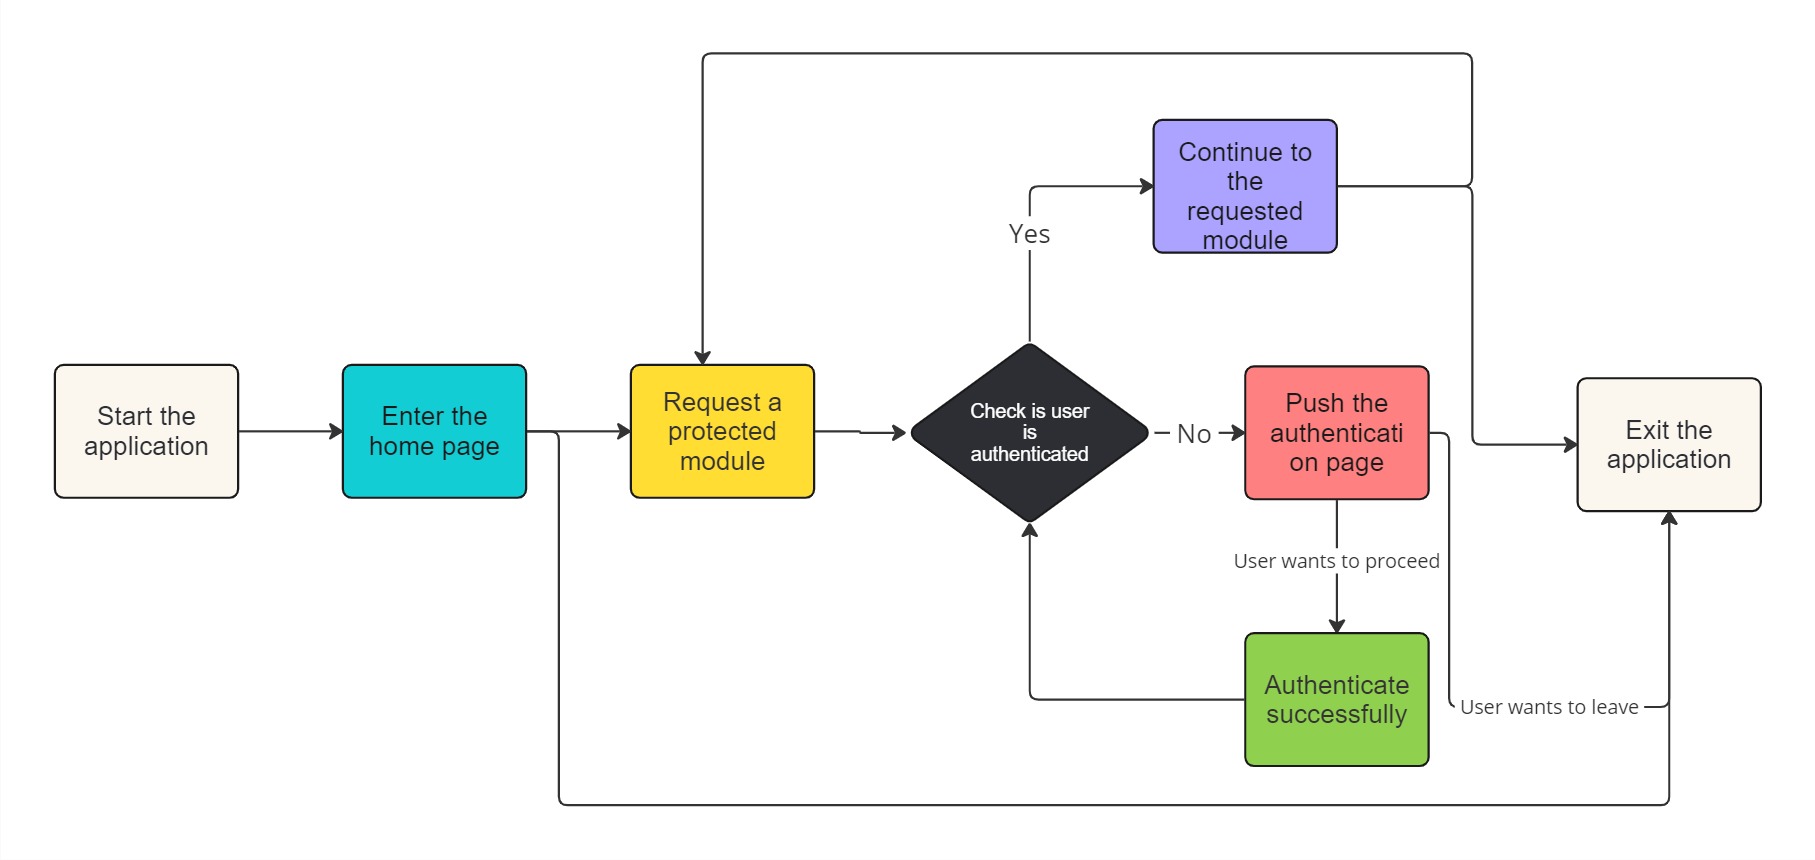 Start the
application
Enter the
home page
Request a
protected
module
Check is user
is
authenticated
Yes
Continue to
the
requested
module
No
Push the
authenticati
on page
User wants to proceed
Authenticate
successfully
User wants to leave
Exit the
application